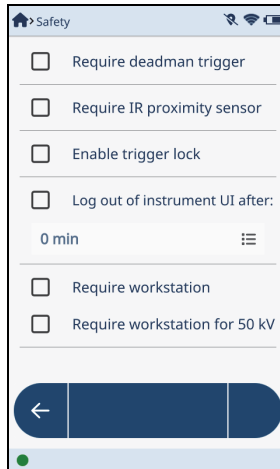 Safety
Require deadman trigger
Require IR proximity sensor
Enable trigger lock
Log out of instrument UI after:
0 min
Require workstation
Require workstation for 50 kV